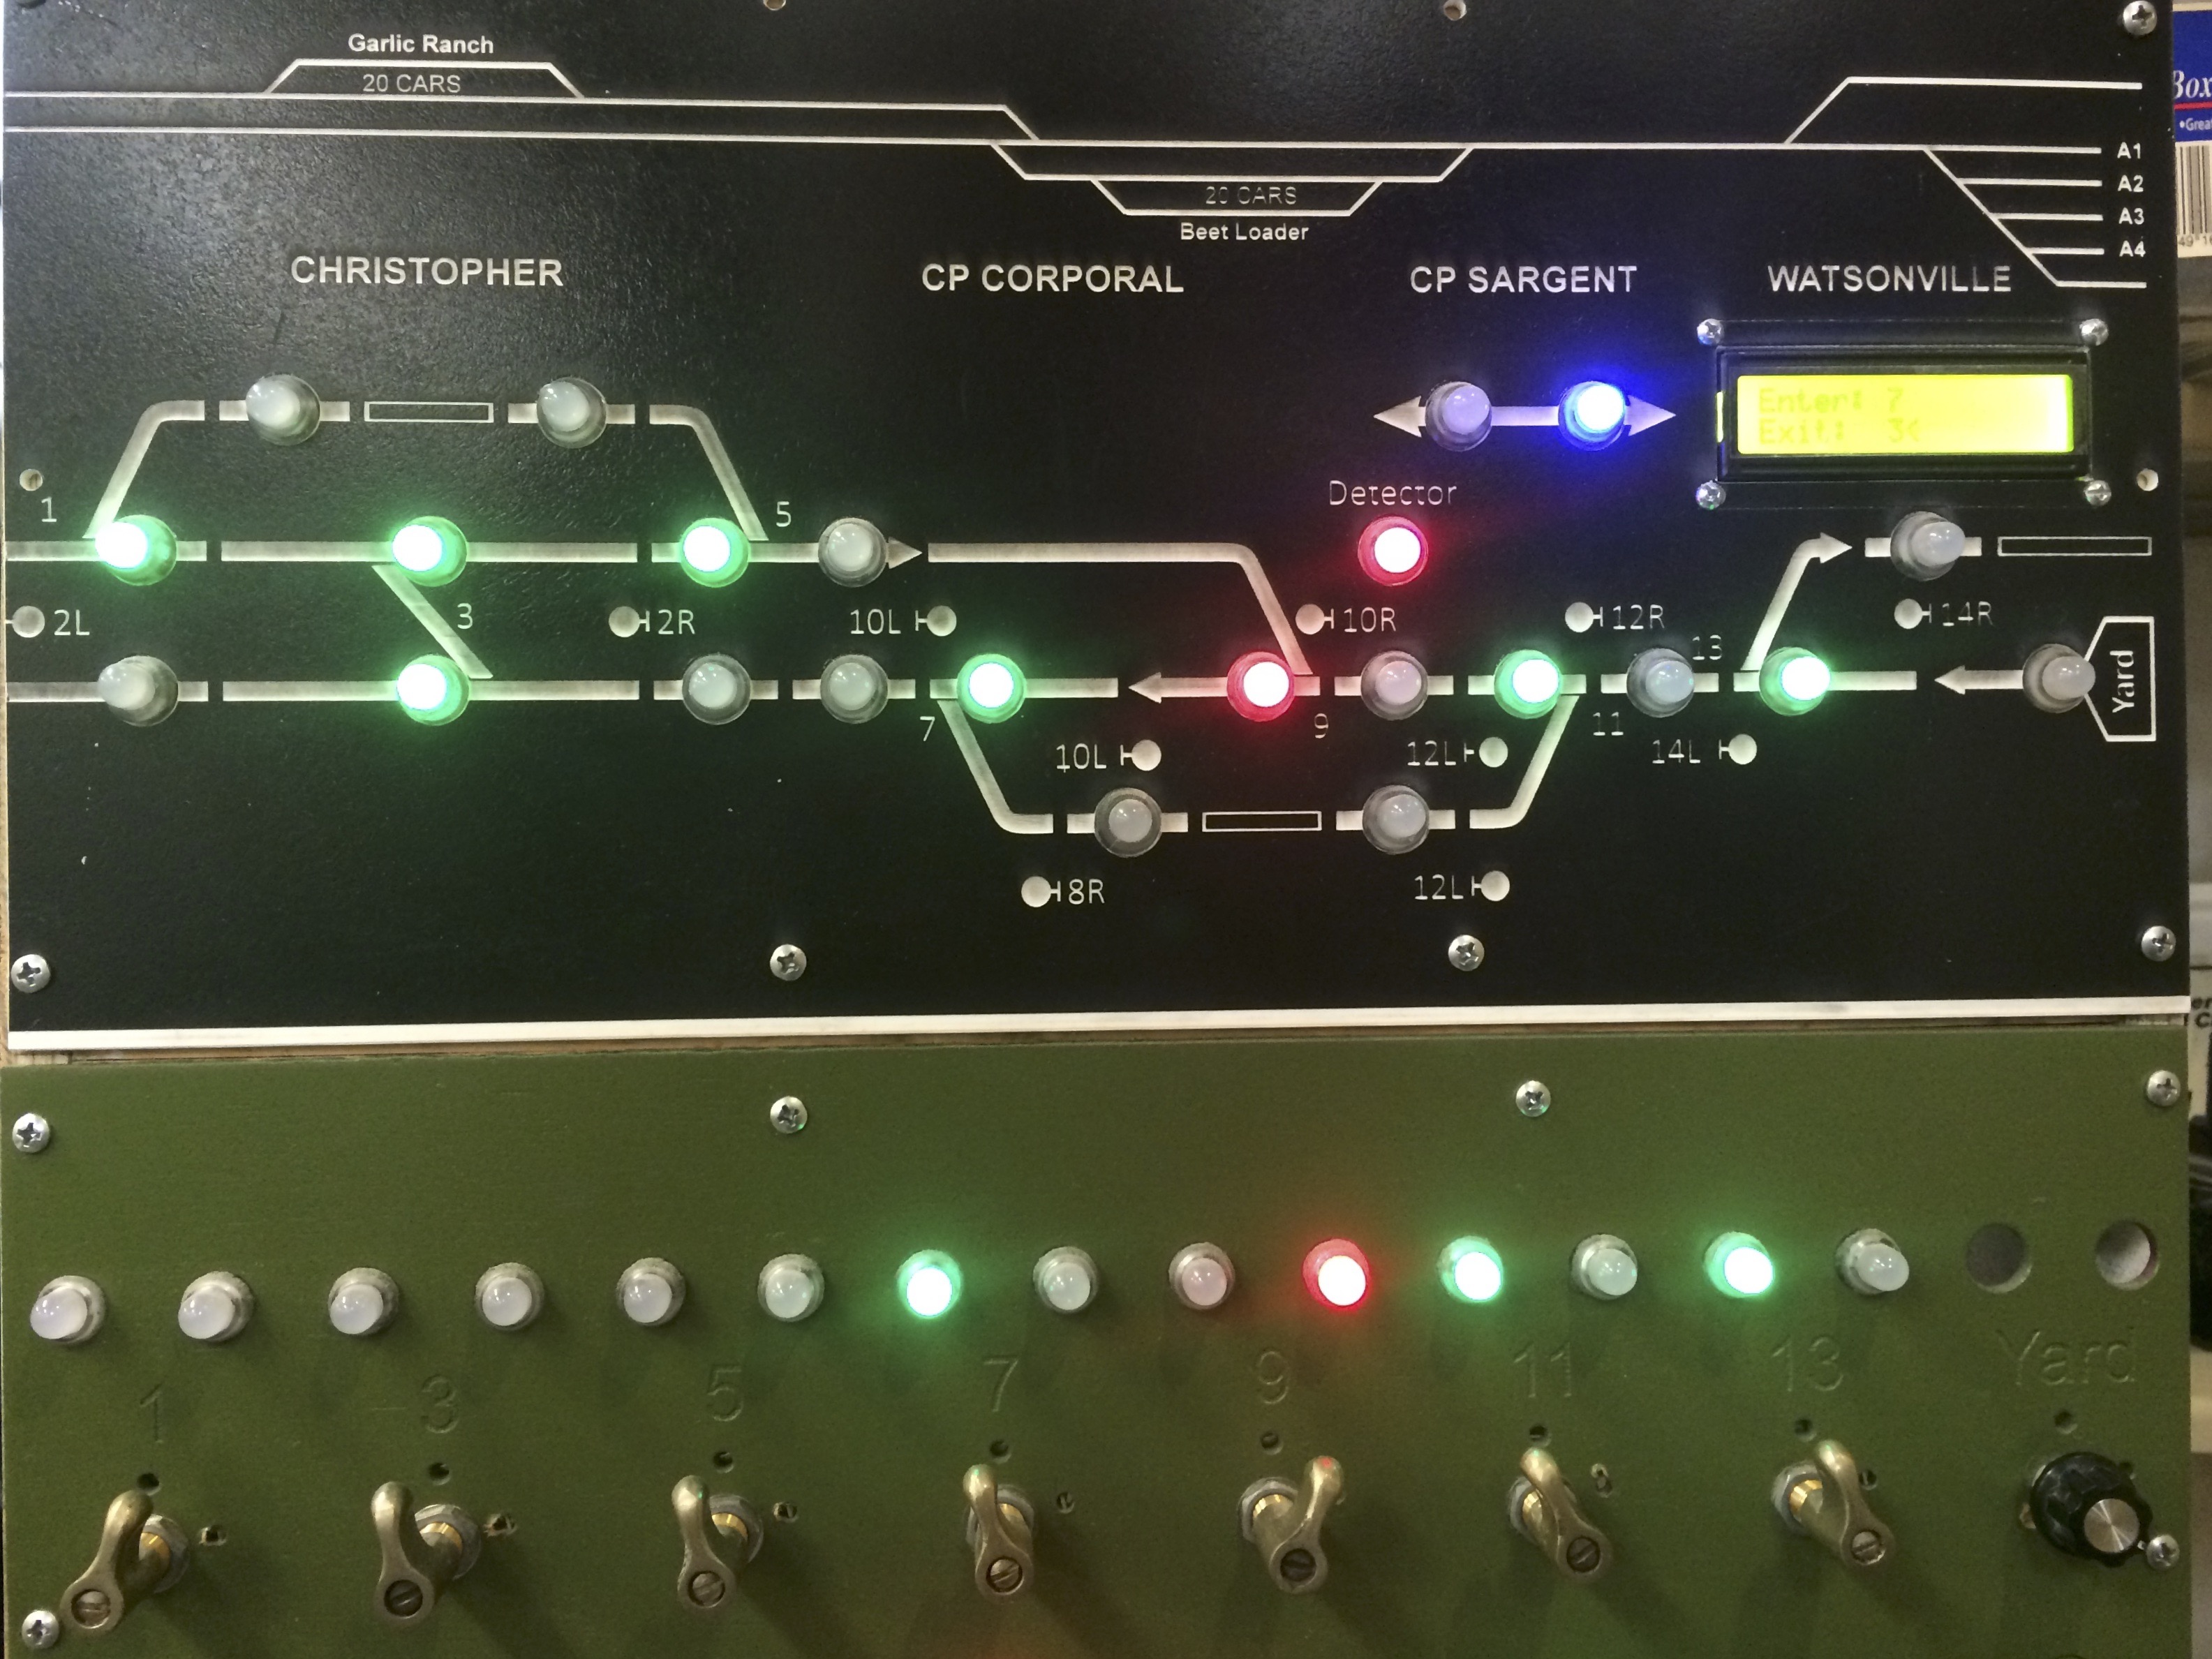 Garlic Ranch
20 CARS
A1
A2
A3
A4
20 CARS
Beet Loader
CHRISTOPHER
CP CORPORAL
CP SARGENT
WATSONVILLE
Enter: 7
Exit: 3<
Detector
1
5
2L
3
2R
10L
10R
12R
13
14R
Yard
7
9
11
10L
12L
14L
8R
12L
1
3
5
7
9
11
13
Yard